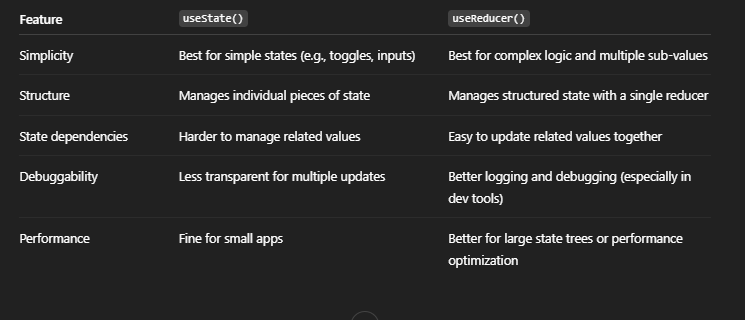 Feature useState() useReducer()
Simplicity Best for simple states (e.g., toggles, inputs) Best for complex logic and multiple sub-values
Structure Manages individual pieces of state Manages structured state with a single reducer
State dependencies Harder to manage related values Easy to update related values together
Debuggability Less transparent for multiple updates Better logging and debugging (especially in
dev tools)
Performance Fine for small apps Better for large state trees or performance
optimization